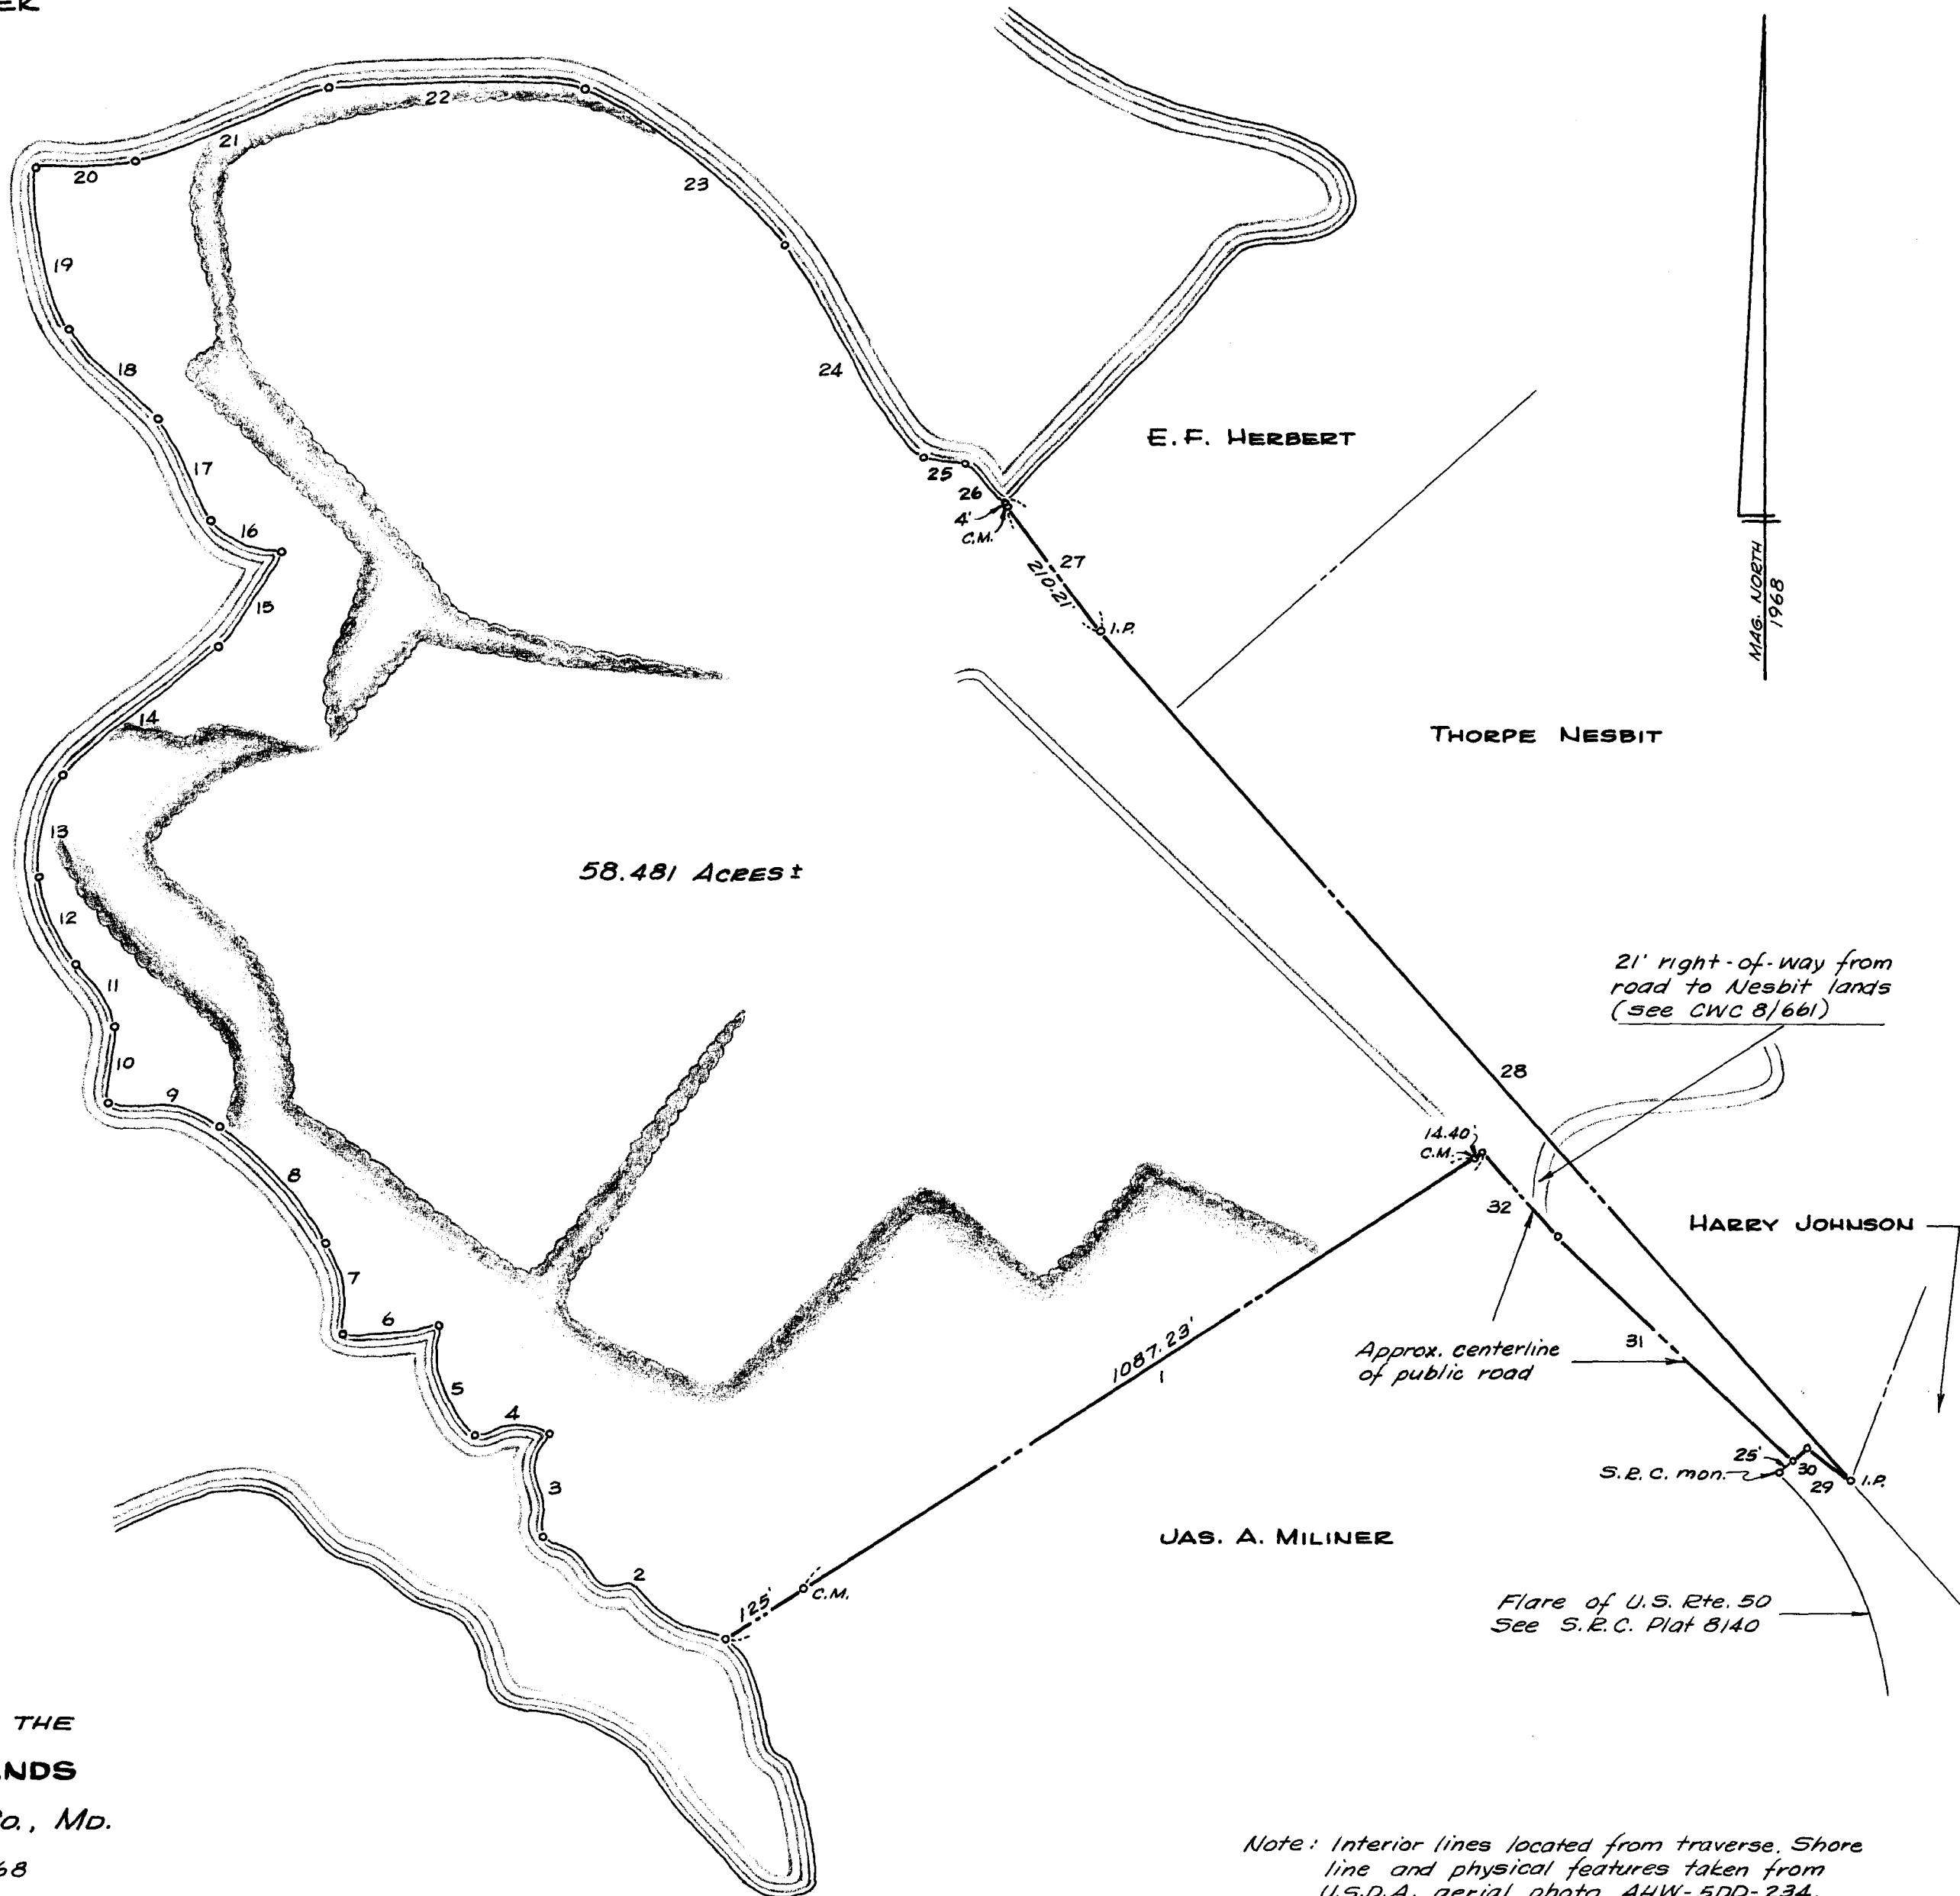 22
21
20
23
19
18
24
E. F. HERBERT
17
25
26
16
4'
C.M.
27
210.21'
MAG. NORTH
1968
15
I.P.
14
THORPE NESBIT
13
58.481 ACRES ±
12
21' right-of-way from
road to Nesbit lands
(see CWC 8/661)
11
10
28
9
14.40'
C.M.
8
32
HARRY JOHNSON
7
6
1087.23'
1
Approx. centerline
of public road
31
5
4
25'
30
S.R.C. mon.
29
I.P.
3
JAS. A. MILINER
2
125'
C.M.
Flare of U.S. Rte. 50
See S.R.C. Plat 8140
THE
NDS
o., MD.
68
Note: Interior lines located from traverse. Shore
line and physical features taken from
U.S.D.A. aerial photo AHW-5DD-234.